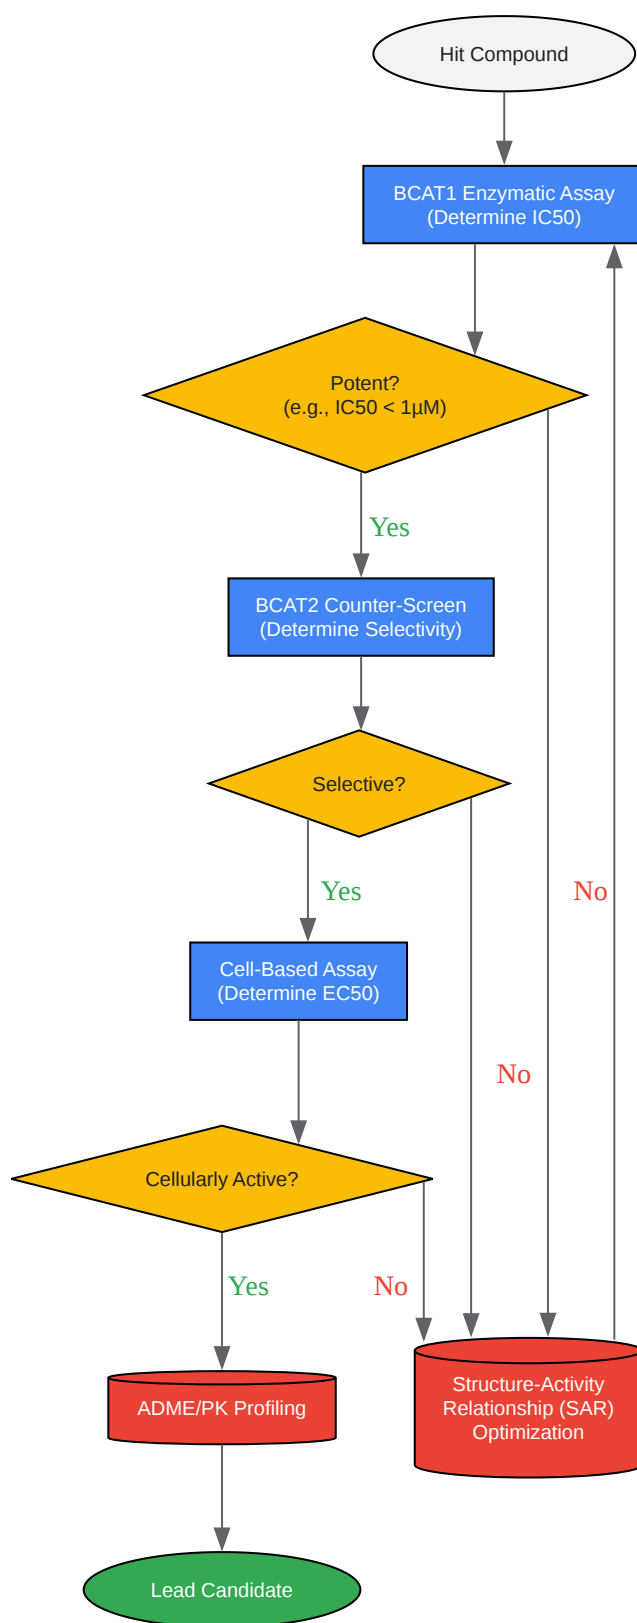 Hit Compound
BCAT1 Enzymatic Assay
(Determine IC50)
Potent?
(e.g., IC50 < 1µM)
Yes
BCAT2 Counter-Screen
(Determine Selectivity)
Selective?
Yes
No
Cell-Based Assay
(Determine EC50)
No
Cellularly Active?
Yes
No
ADME/PK Profiling
Structure-Activity
Relationship (SAR)
Optimization
Lead Candidate